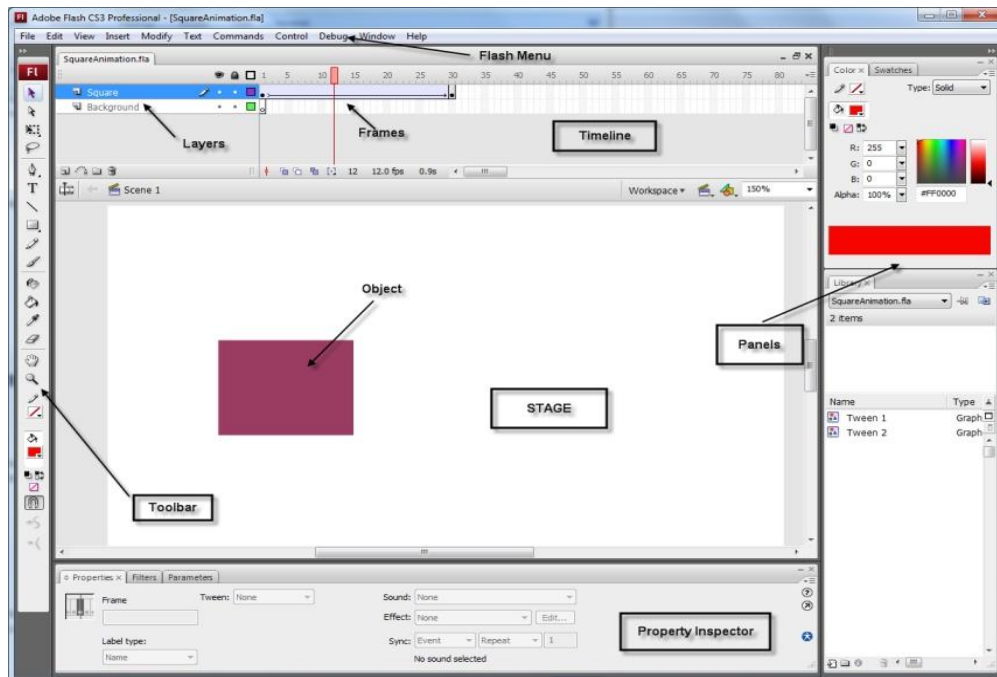 Adobe Flash CS3 Professional - [SquareAnimation.fla]
File Edit View Insert Modify Text Commands Control Debug Window Help
Flash Menu
SquareAnimation.fla
1 5 10 15 20 25 30 35 40 45 50 55 60 65 70 75 80
Square
Background
Layers
Frames
Timeline
12 12.0 fps 0.9s
Scene 1
Workspace
150%
Fl
T
Object
STAGE
Toolbar
Panels
Color × Swatches
Type: Solid
R: 255
G: 0
B: 0
Alpha: 100% #FF0000
Library ×
SquareAnimation.fla
2 items
Name Type
Tween 1 Graph
Tween 2 Graph
Properties × Filters Parameters
Frame
Tween: None
Sound: None
Effect: None Edit...
Label type:
Sync: Event Repeat 1
Name
No sound selected
Property Inspector